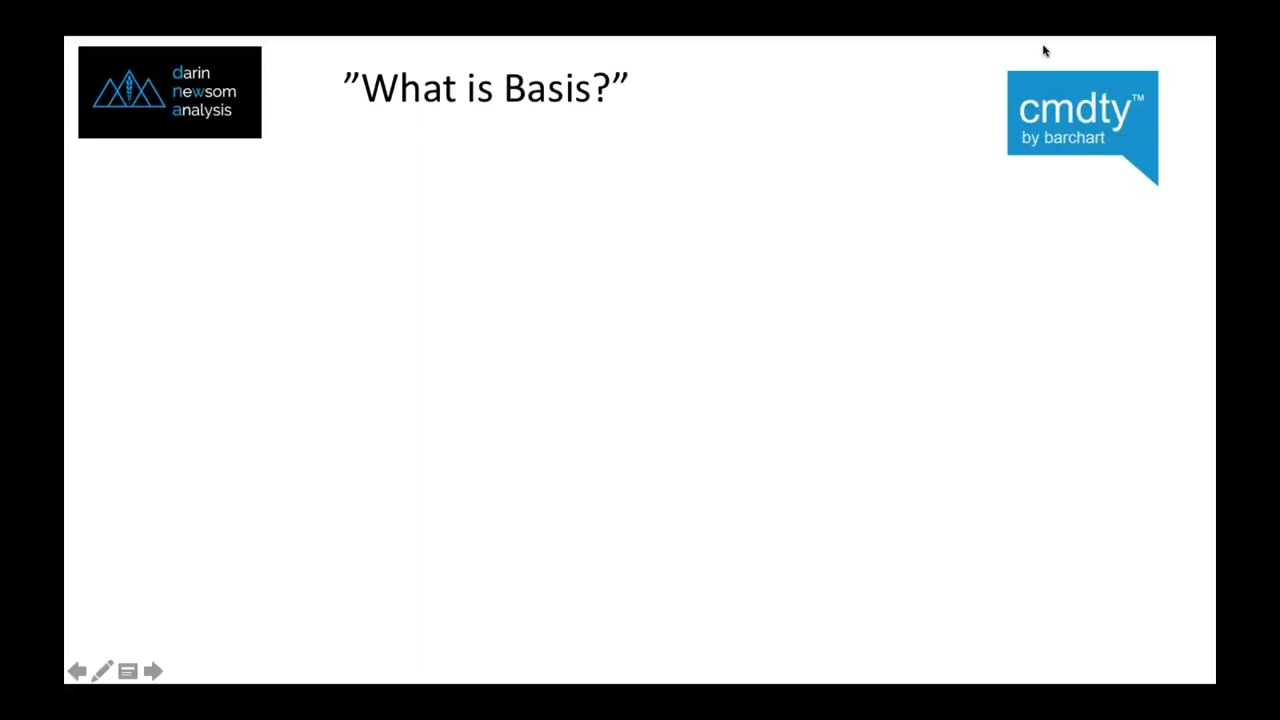 darin
newsom
analysis
”What is Basis?”
cmdty™
by barchart